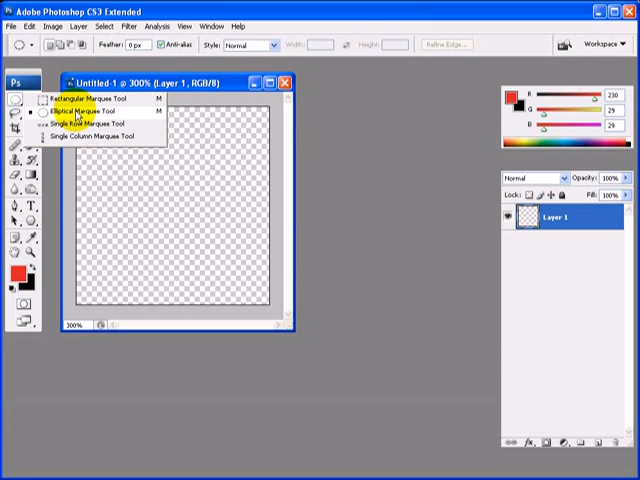 Adobe Photoshop CS3 Extended
File Edit Image Layer Select Filter Analysis View Window Help
Feather: 0 px Anti-alias Style: Normal Width: Height: Refine Edge... Workspace
Ps
Untitled-1 @ 300% (Layer 1, RGB/8)
Rectangular Marquee Tool M
Elliptical Marquee Tool M
Single Row Marquee Tool
Single Column Marquee Tool
300%
R 230
G 29
B 29
Normal Opacity: 100%
Lock: Fill: 100%
Layer 1